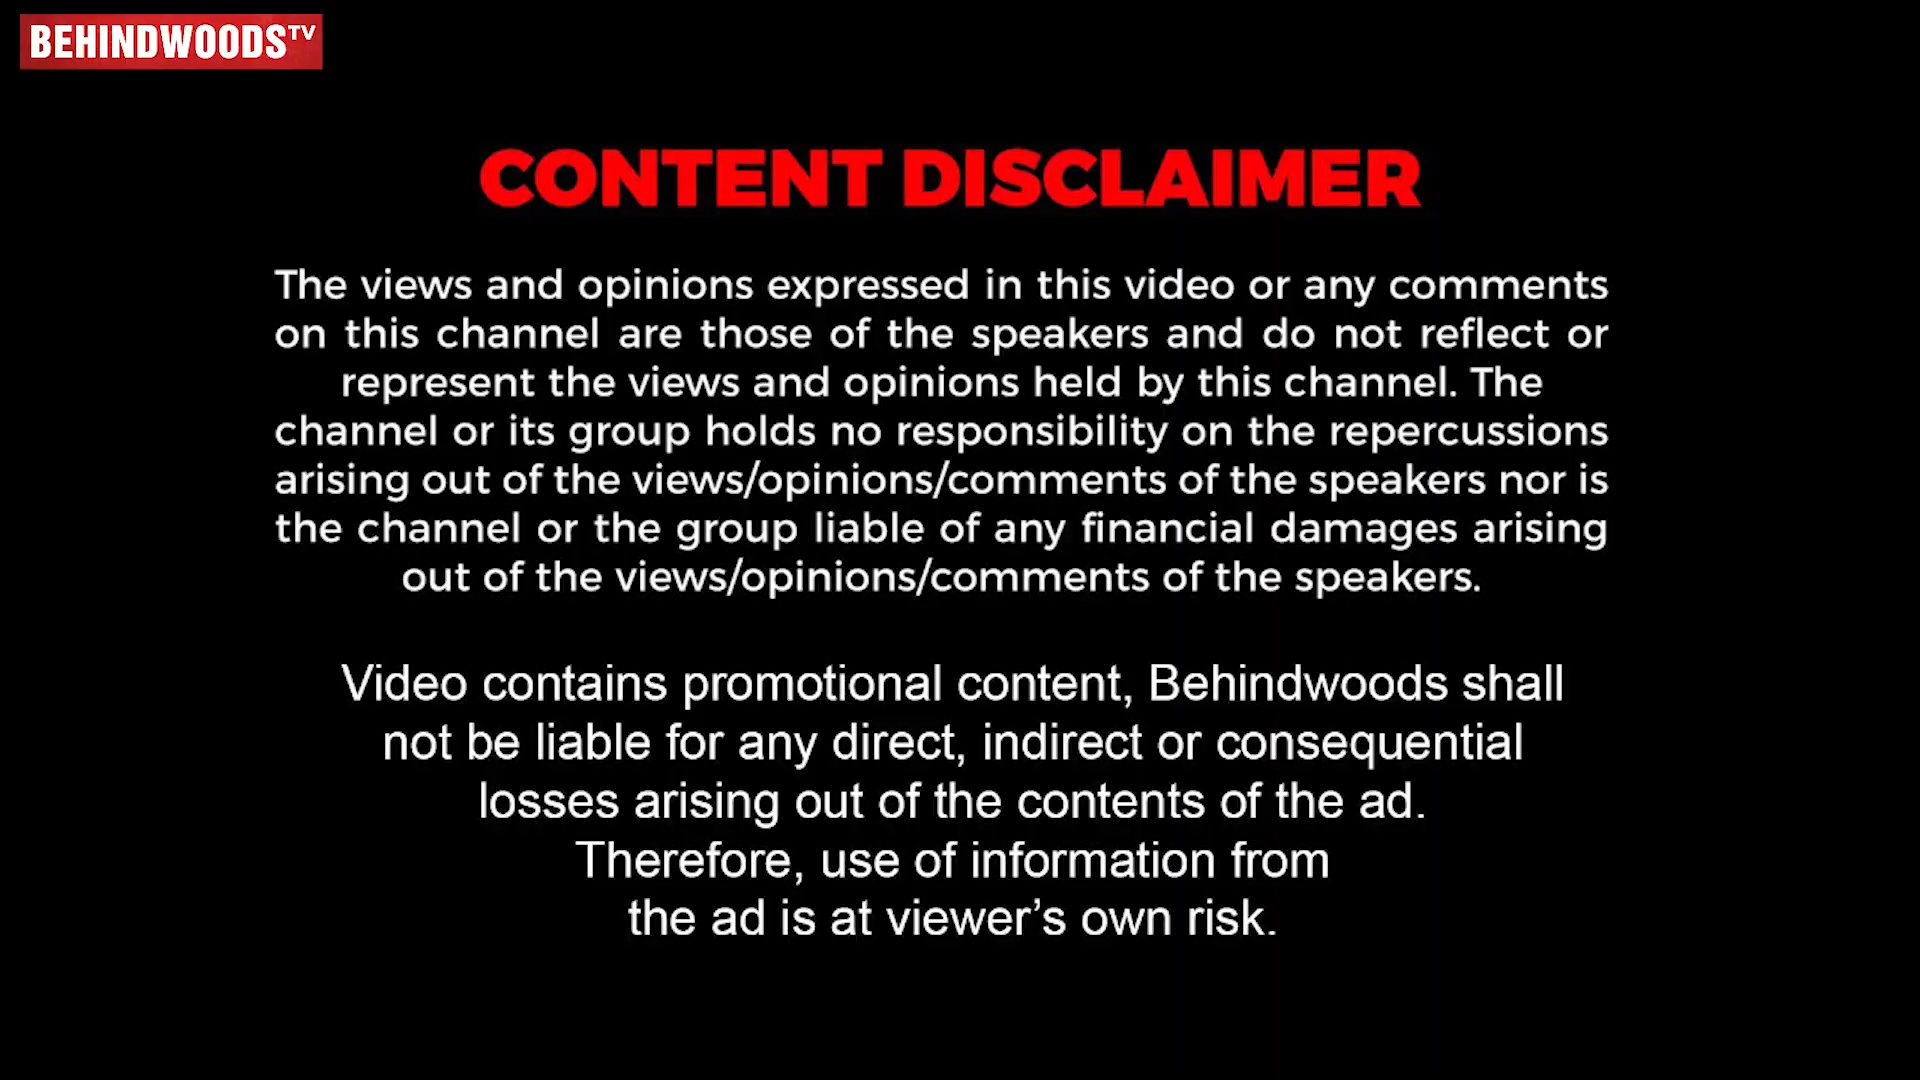 BEHINDWOODS TV
CONTENT DISCLAIMER
The views and opinions expressed in this video or any comments
on this channel are those of the speakers and do not reflect or
represent the views and opinions held by this channel. The
channel or its group holds no responsibility on the repercussions
arising out of the views/opinions/comments of the speakers nor is
the channel or the group liable of any financial damages arising
out of the views/opinions/comments of the speakers.
Video contains promotional content, Behindwoods shall
not be liable for any direct, indirect or consequential
losses arising out of the contents of the ad.
Therefore, use of information from
the ad is at viewer’s own risk.